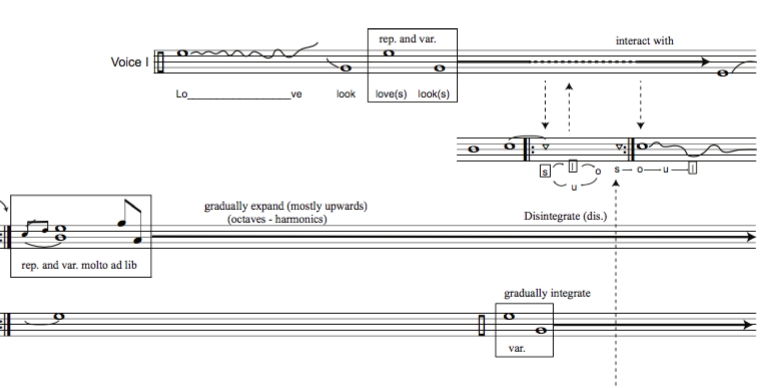 rep. and var.
interact with
Voice I
Lo___________________ve look love(s) look(s)
s l o u s — o — u — l
gradually expand (mostly upwards)
(octaves - harmonics)
Disintegrate (dis.)
rep. and var. molto ad lib
gradually integrate
var.